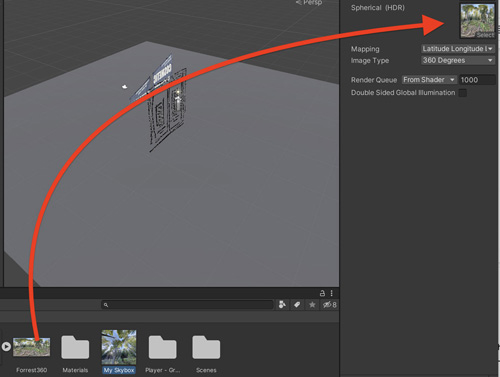 Persp
Spherical (HDR)
Select
Mapping
Latitude Longitude L
Image Type
360 Degrees
Render Queue
From Shader
1000
Double Sided Global Illumination
8
Forrest360
Materials
My Skybox
Player - Gr...
Scenes